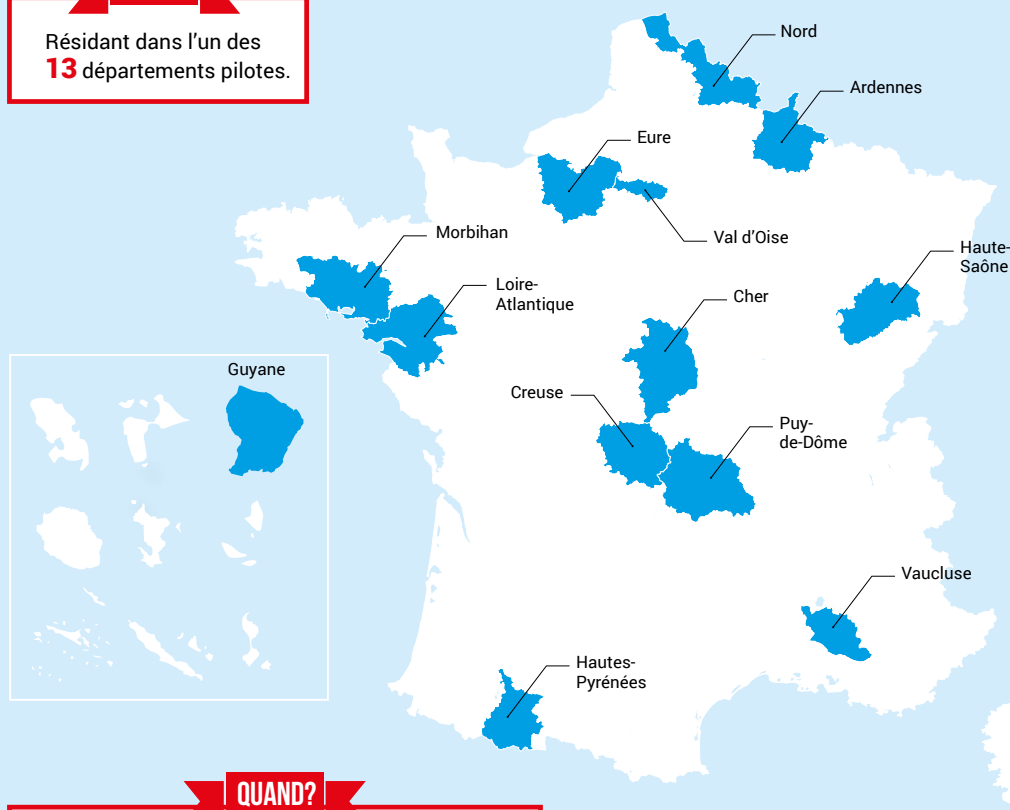 Résidant dans l'un des
13 départements pilotes.
Nord
Ardennes
Eure
Val d'Oise
Morbihan
Haute-
Saône
Loire-
Atlantique
Cher
Guyane
Creuse
Puy-
de-Dôme
Vaucluse
Hautes-
Pyrénées
QUAND?